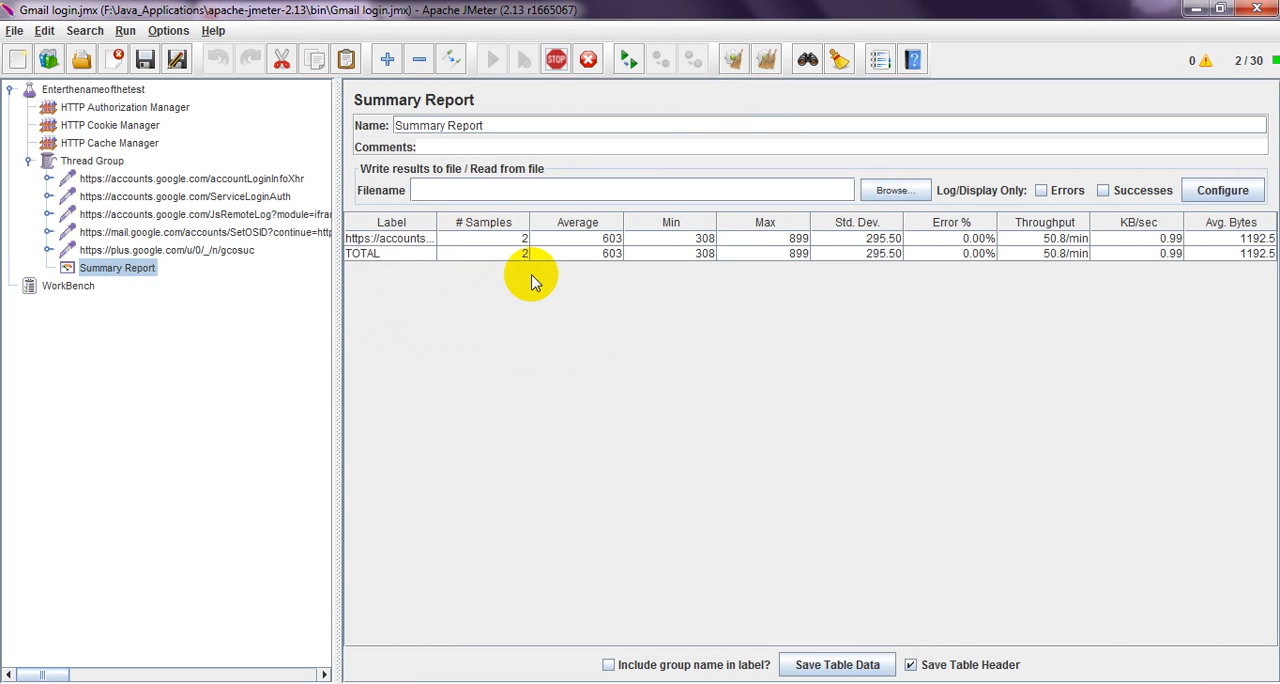 Gmail login.jmx (F:\Java_Applications\apache-jmeter-2.13\bin\Gmail login.jmx) - Apache JMeter (2.13 r1665067)
File Edit Search Run Options Help
STOP 0 2 / 30
Enterthenameofthetest
HTTP Authorization Manager
HTTP Cookie Manager
HTTP Cache Manager
Thread Group
https://accounts.google.com/accountLoginInfoXhr
https://accounts.google.com/ServiceLoginAuth
https://accounts.google.com/JsRemoteLog?module=ifram
https://mail.google.com/accounts/SetOSID?continue=http
https://plus.google.com/u/0/_/n/gcosuc
Summary Report
WorkBench
Summary Report
Name: Summary Report
Comments:
Write results to file / Read from file
Filename Browse... Log/Display Only: Errors Successes Configure
Label # Samples Average Min Max Std. Dev. Error % Throughput KB/sec Avg. Bytes
https://accounts... 2 603 308 899 295.50 0.00% 50.8/min 0.99 1192.5
TOTAL 2 603 308 899 295.50 0.00% 50.8/min 0.99 1192.5
Include group name in label? Save Table Data Save Table Header